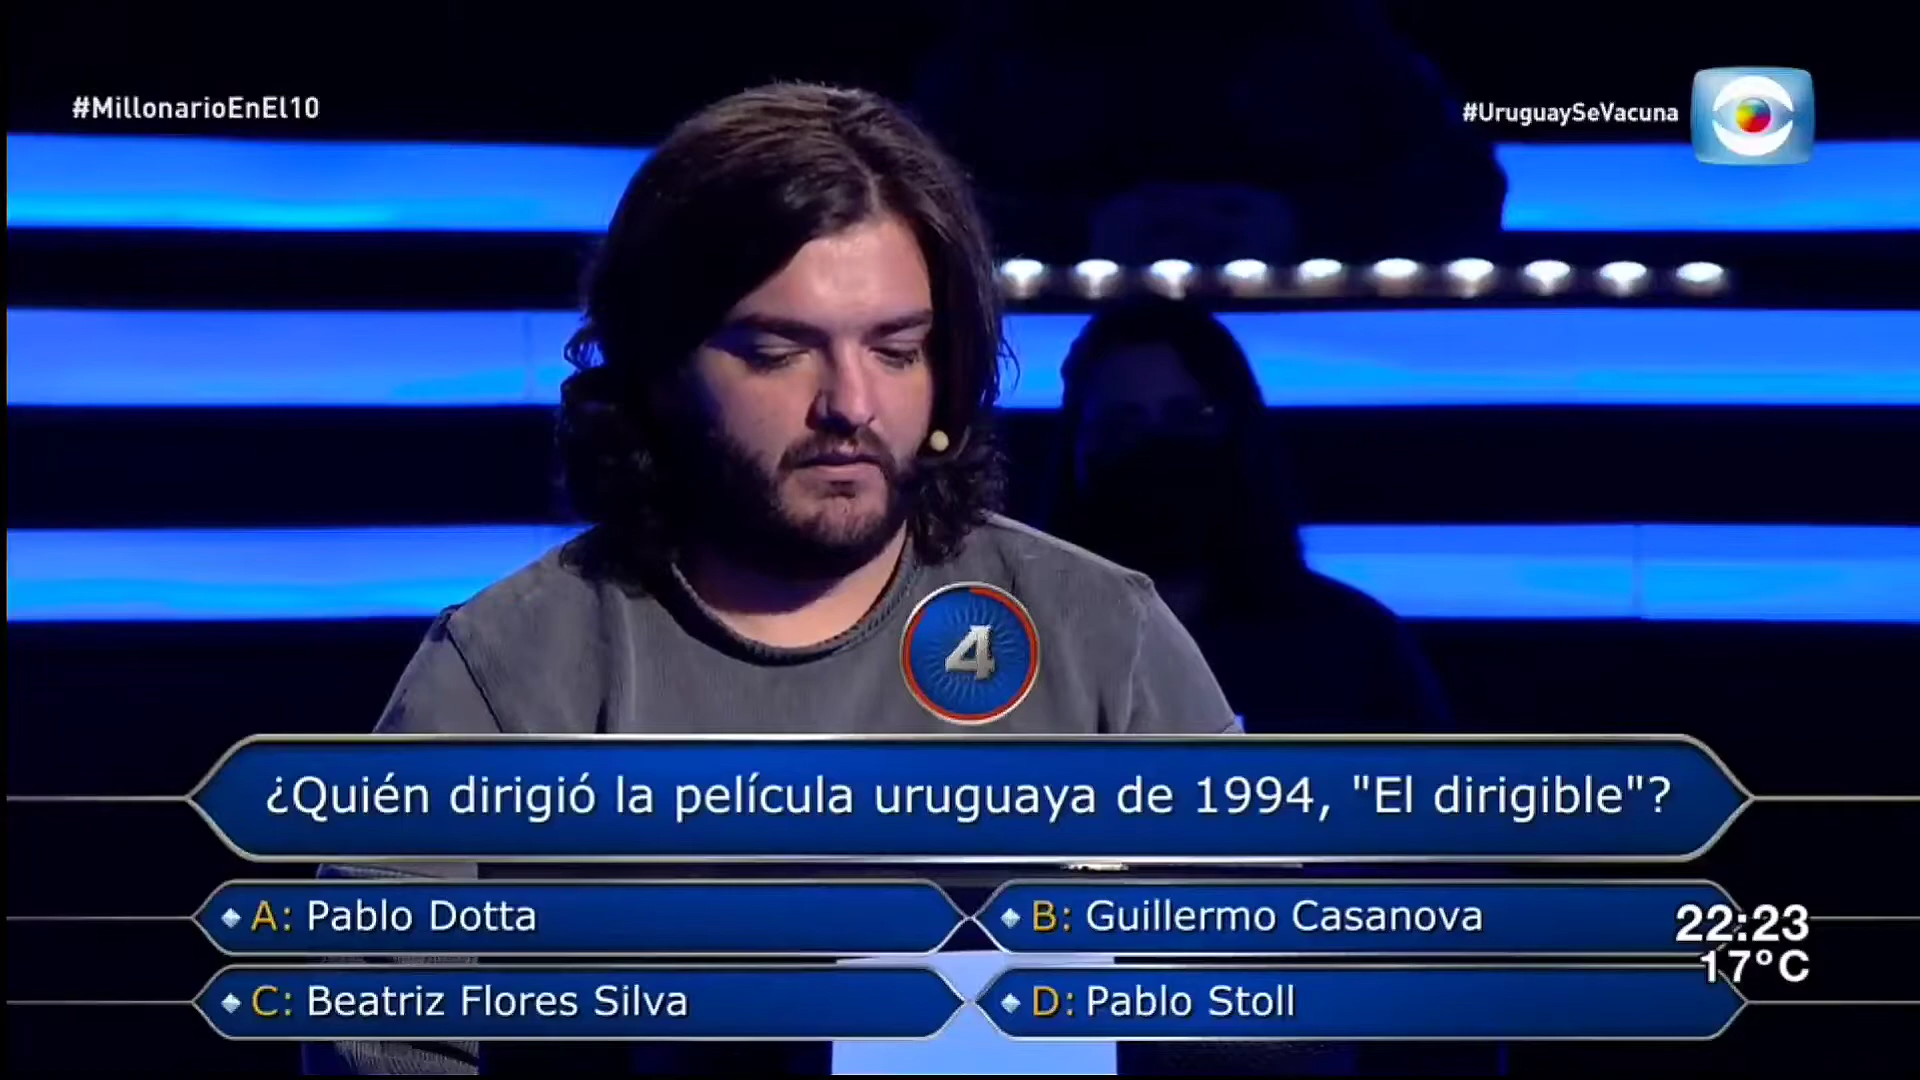 #MillonarioEnEl10
#UruguaySeVacuna
4
¿Quién dirigió la película uruguaya de 1994, "El dirigible"?
A: Pablo Dotta
B: Guillermo Casanova
C: Beatriz Flores Silva
D: Pablo Stoll
22:23
17°C